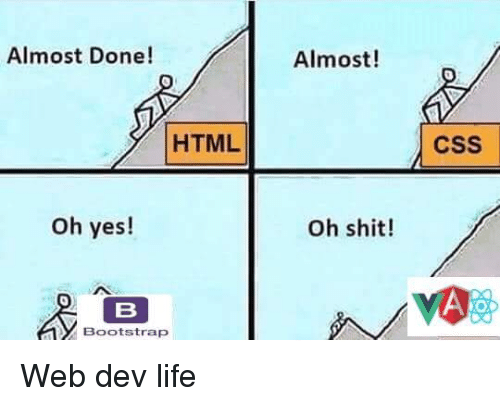 Almost Done!
HTML
Almost!
CSS
Oh yes!
B
Bootstrap
Oh shit!
A
Web dev life